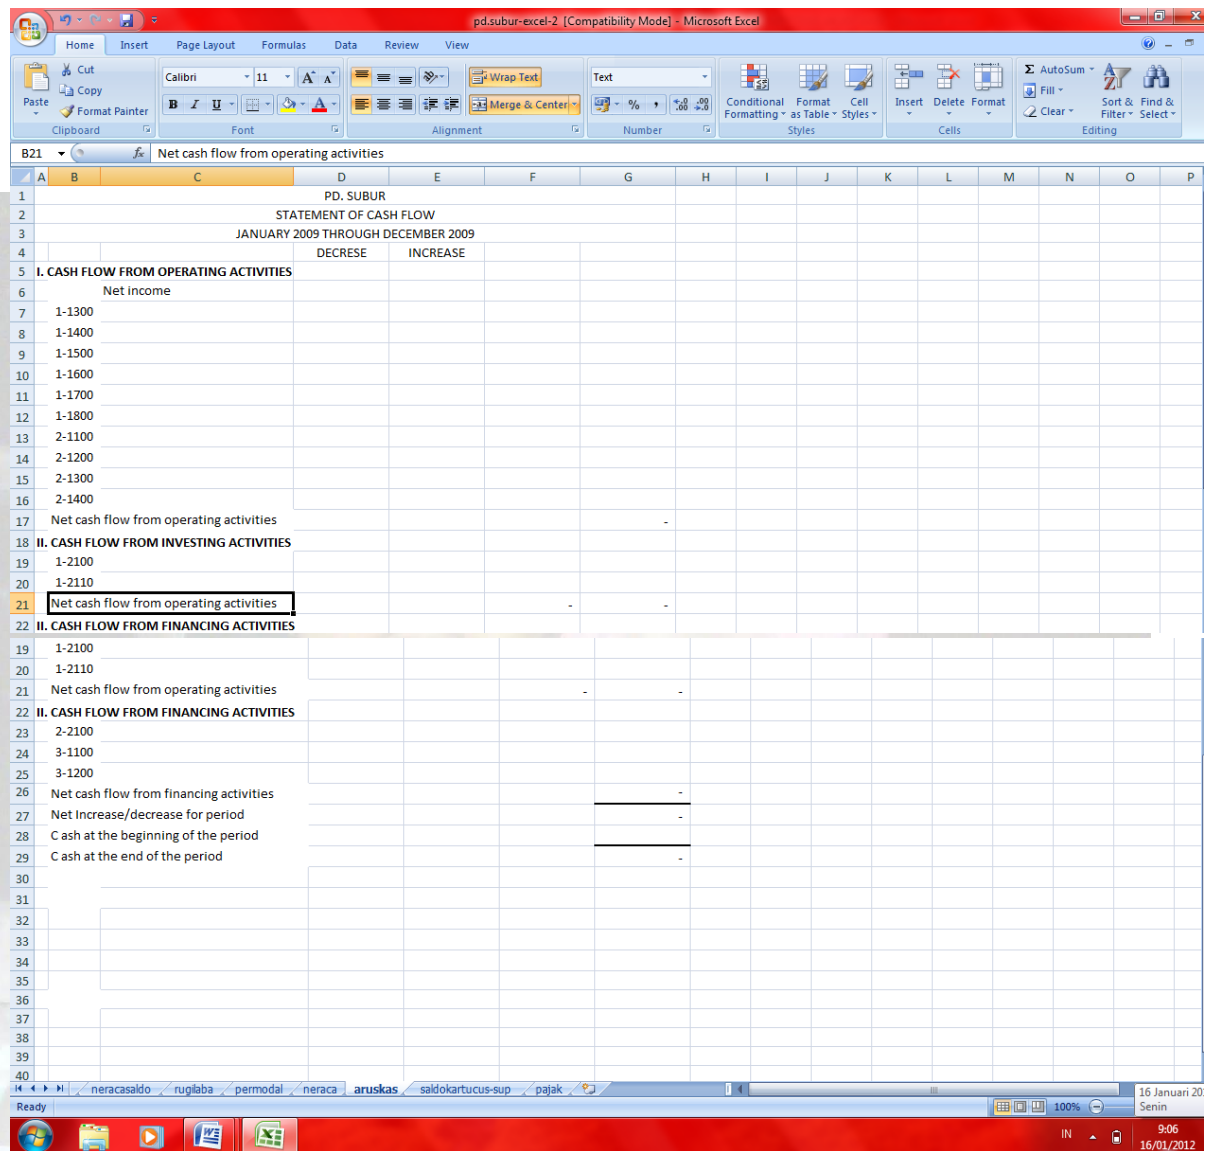 pd.subur-excel-2 [Compatibility Mode] - Microsoft Excel
Home Insert Page Layout Formulas Data Review View
Cut
Copy
Format Painter
Paste
Clipboard
Calibri 11
B I U
Font
Wrap Text
Merge & Center
Alignment
Text
% ,
Number
Conditional Formatting
Format as Table
Cell Styles
Styles
Insert Delete Format
Cells
Σ AutoSum
Fill
Clear
Sort & Filter
Find & Select
Editing
B21 fx Net cash flow from operating activities
A B C D E F G H I J K L M N O P
1 PD. SUBUR
2 STATEMENT OF CASH FLOW
3 JANUARY 2009 THROUGH DECEMBER 2009
4 DECRESE INCREASE
5 I. CASH FLOW FROM OPERATING ACTIVITIES
6 Net income
7 1-1300
8 1-1400
9 1-1500
10 1-1600
11 1-1700
12 1-1800
13 2-1100
14 2-1200
15 2-1300
16 2-1400
17 Net cash flow from operating activities -
18 II. CASH FLOW FROM INVESTING ACTIVITIES
19 1-2100
20 1-2110
21 Net cash flow from operating activities - -
22 II. CASH FLOW FROM FINANCING ACTIVITIES
19 1-2100
20 1-2110
21 Net cash flow from operating activities - -
22 II. CASH FLOW FROM FINANCING ACTIVITIES
23 2-2100
24 3-1100
25 3-1200
26 Net cash flow from financing activities -
27 Net Increase/decrease for period -
28 C ash at the beginning of the period
29 C ash at the end of the period -
30
31
32
33
34
35
36
37
38
39
40
neracasaldo rugilaba permodal neraca aruskas saldokartucus-sup pajak
16 Januari 20
Senin
Ready 100%
IN 9:06
16/01/2012